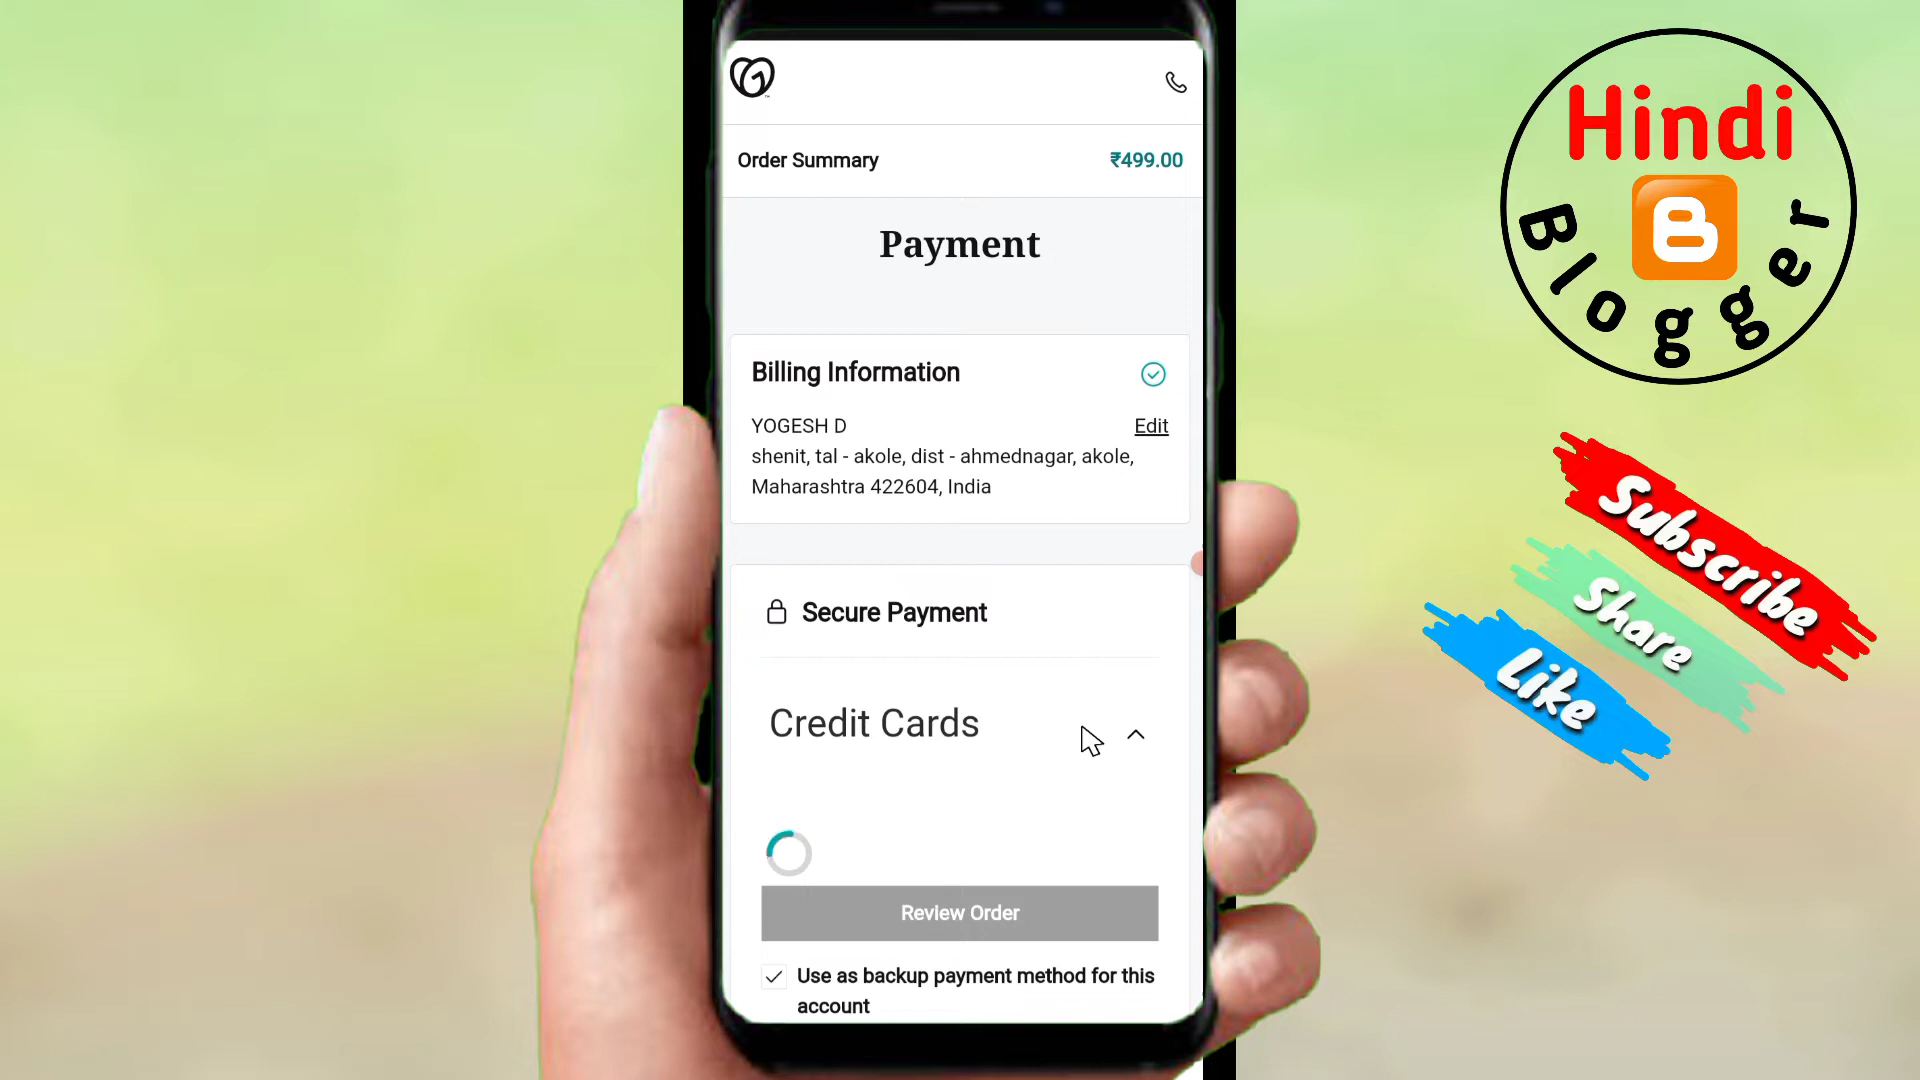 Order Summary ₹499.00
Payment
Billing Information
YOGESH D Edit
shenit, tal - akole, dist - ahmednagar, akole,
Maharashtra 422604, India
Secure Payment
Credit Cards
Review Order
Use as backup payment method for this
account
Hindi
B
Blogger
Subscribe
Share
Like